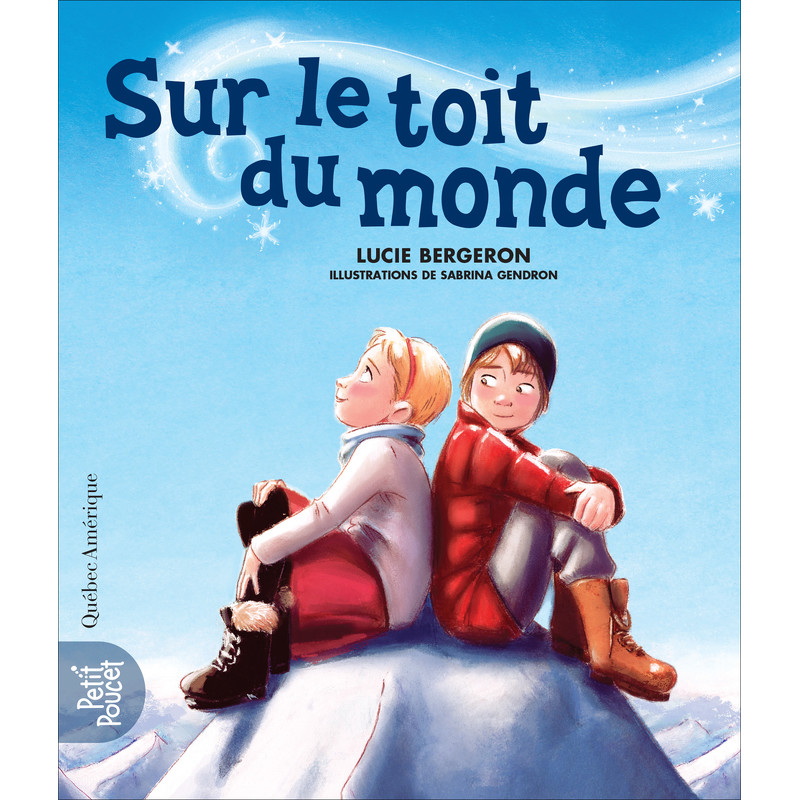 Sur le toit
du monde
LUCIE BERGERON
ILLUSTRATIONS DE SABRINA GENDRON
Québec Amérique
Petit
Poucet